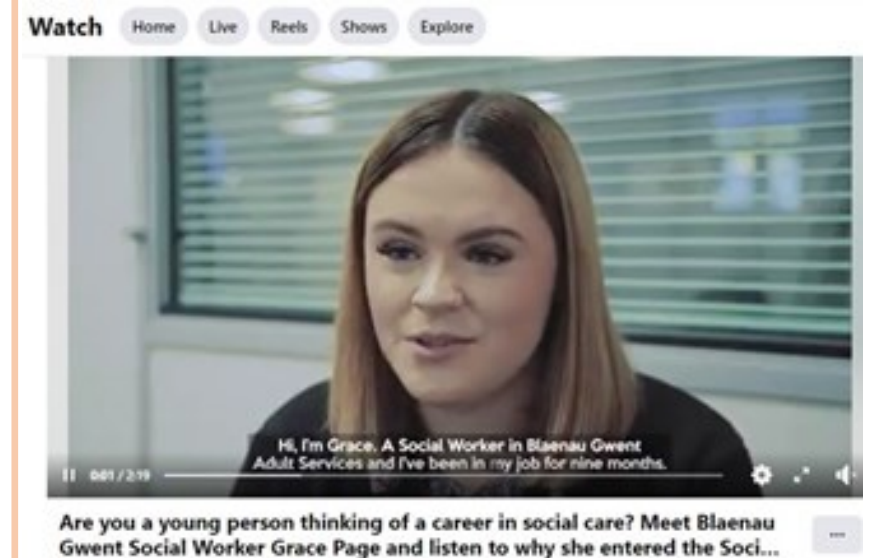 Watch Home Live Reels Shows Explore
Hi, I'm Grace. A Social Worker in Blaenau Gwent
Adult Services and I've been in my job for nine months.
0:01 / 2:19
Are you a young person thinking of a career in social care? Meet Blaenau
Gwent Social Worker Grace Page and listen to why she entered the Soci...